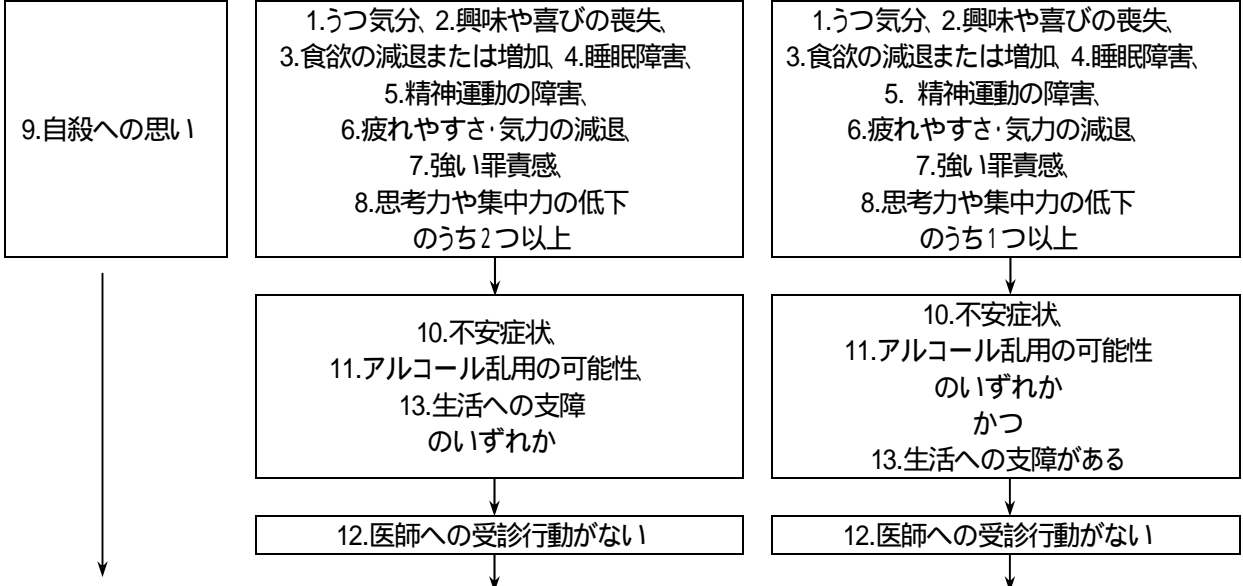 9.自殺への思い
1.うつ気分、2.興味や喜びの喪失、
3.食欲の減退または増加、4.睡眠障害、
5.精神運動の障害、
6.疲れやすさ・気力の減退、
7.強い罪責感、
8.思考力や集中力の低下
のうち2つ以上
10.不安症状、
11.アルコール乱用の可能性、
13.生活への支障
のいずれか
12.医師への受診行動がない
1.うつ気分、2.興味や喜びの喪失、
3.食欲の減退または増加、4.睡眠障害、
5. 精神運動の障害、
6.疲れやすさ・気力の減退、
7.強い罪責感、
8.思考力や集中力の低下
のうち1つ以上
10.不安症状、
11.アルコール乱用の可能性
のいずれか
かつ
13.生活への支障がある
12.医師への受診行動がない